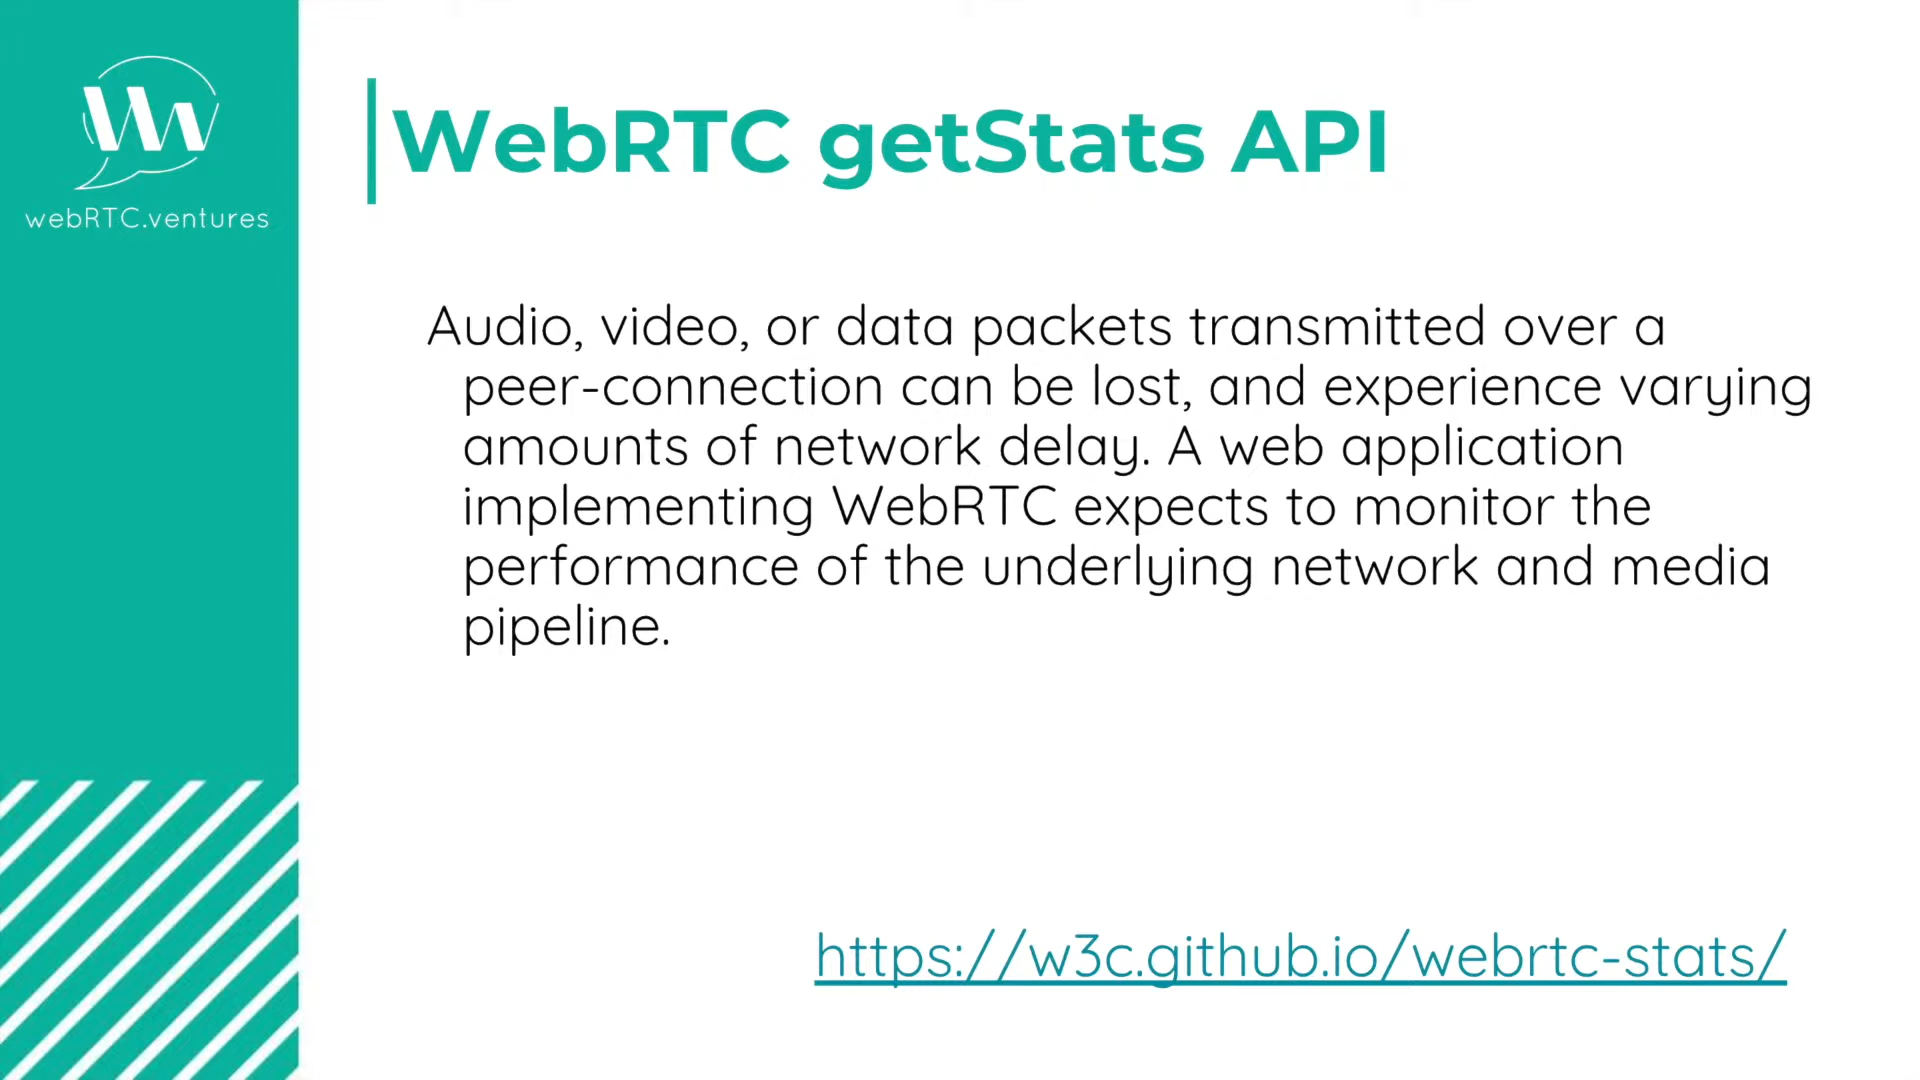 webRTC.ventures
WebRTC getStats API
Audio, video, or data packets transmitted over a
peer-connection can be lost, and experience varying
amounts of network delay. A web application
implementing WebRTC expects to monitor the
performance of the underlying network and media
pipeline.
https://w3c.github.io/webrtc-stats/